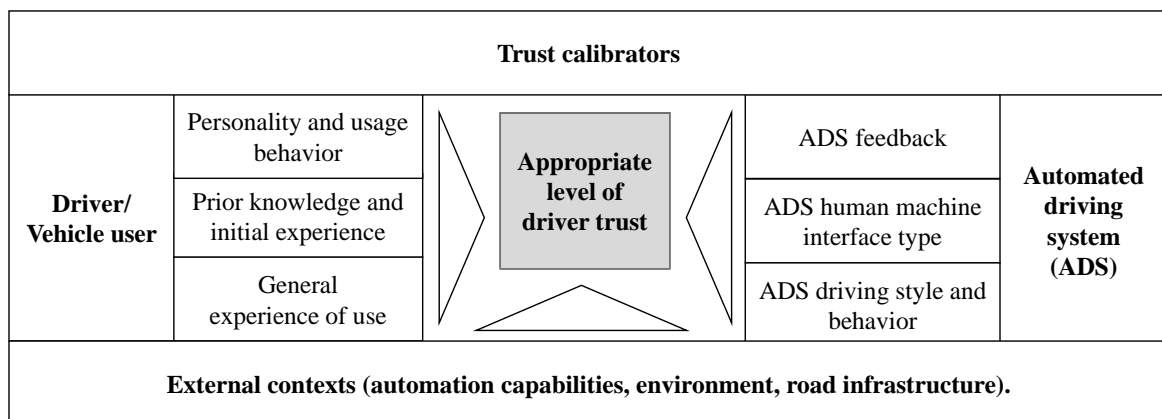 Trust calibrators
Driver/
Vehicle user
Personality and usage
behavior
Prior knowledge and
initial experience
General
experience of use
Appropriate
level of
driver trust
ADS feedback
ADS human machine
interface type
ADS driving style and
behavior
Automated
driving
system
(ADS)
External contexts (automation capabilities, environment, road infrastructure).